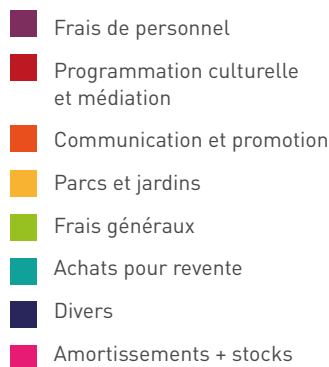 Frais de personnel
Programmation culturelle
et médiation
Communication et promotion
Parcs et jardins
Frais généraux
Achats pour revente
Divers
Amortissements + stocks